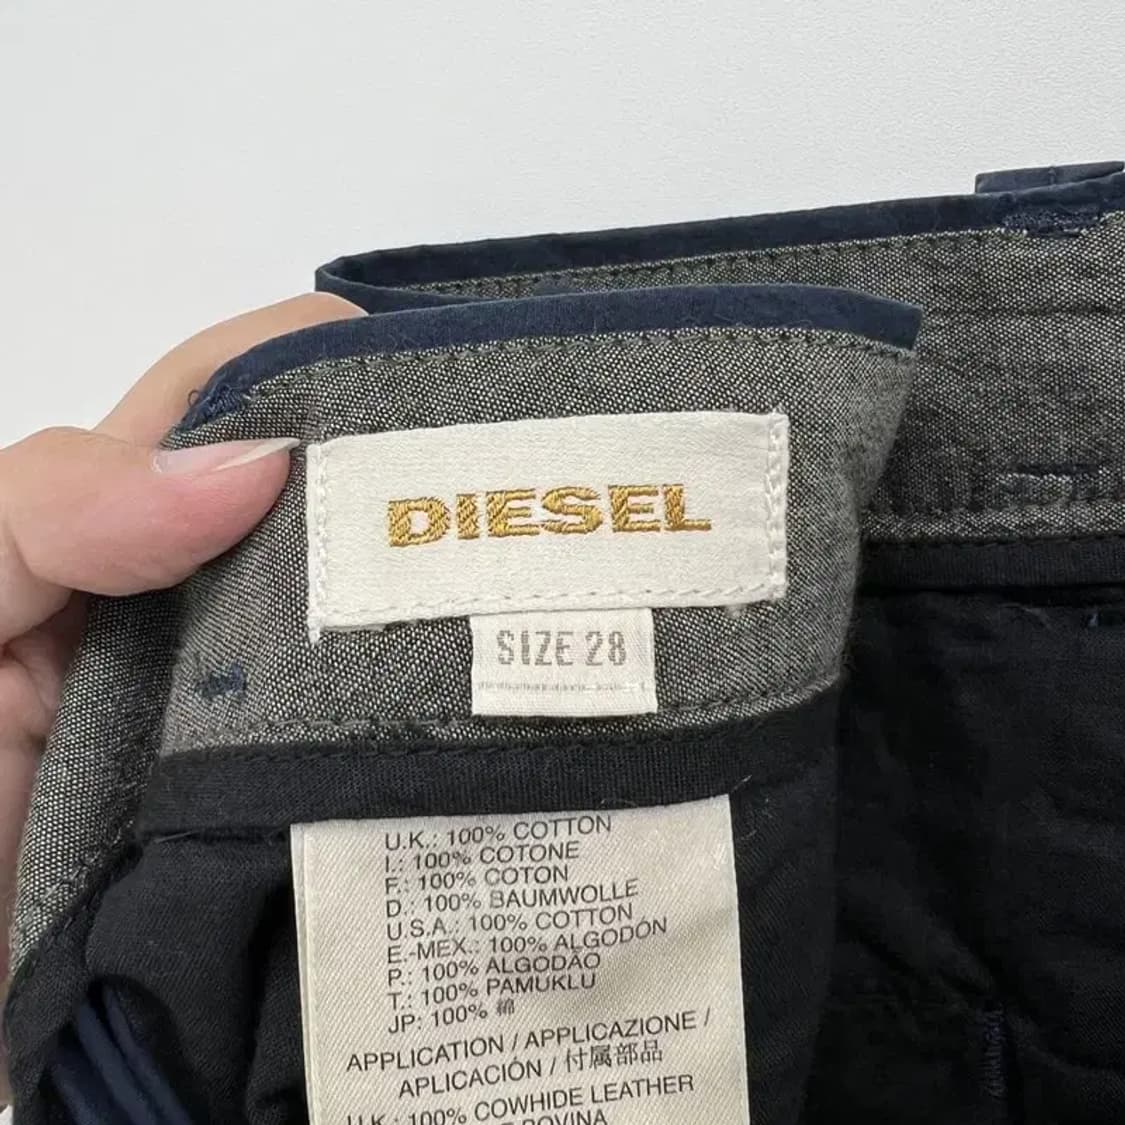 DIESEL
SIZE 28
U.K.: 100% COTTON
I.: 100% COTONE
F.: 100% COTON
D.: 100% BAUMWOLLE
U.S.A.: 100% COTTON
E.-MEX.: 100% ALGODÓN
P.: 100% ALGODÃO
T.: 100% PAMUKLU
JP: 100% 綿
APPLICATION / APPLICAZIONE /
APLICACIÓN / 付属部品
U.K.: 100% COWHIDE LEATHER
BOVINA